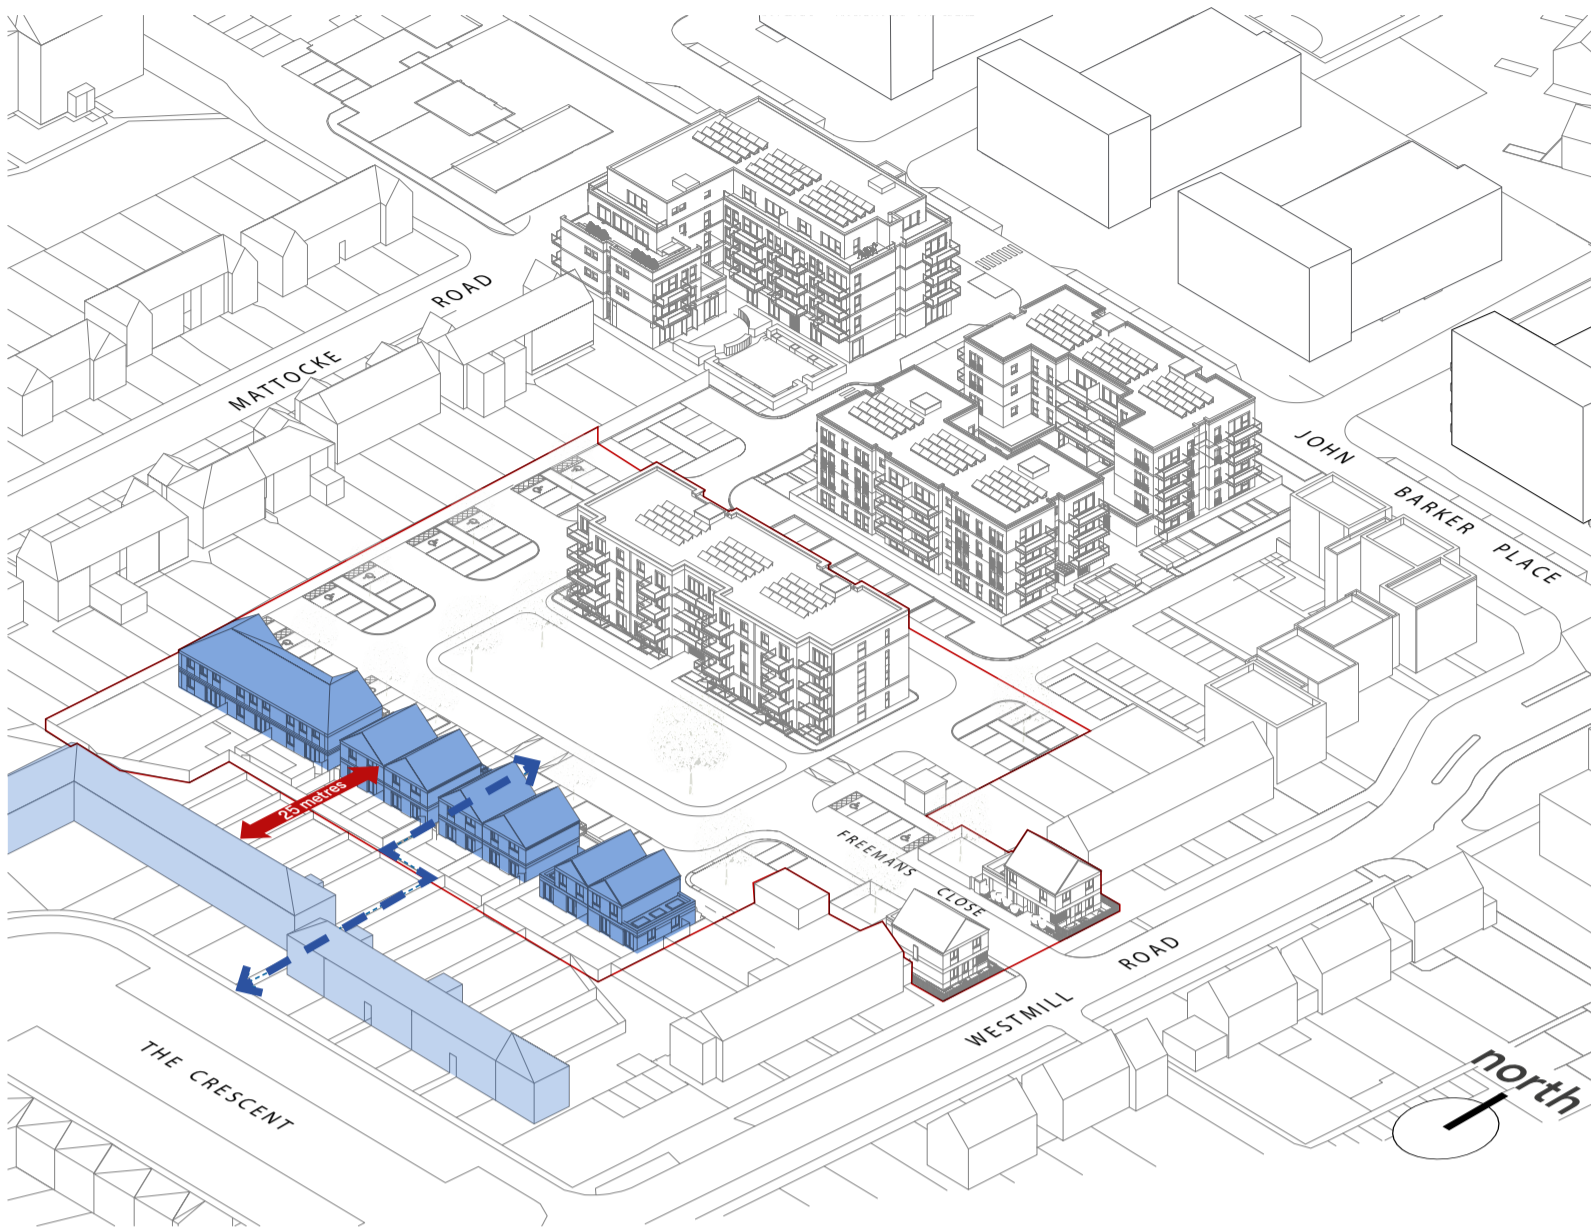 MATTOCKE ROAD
JOHN BARKER PLACE
25 metres
FREEMANS CLOSE
WESTMILL ROAD
THE CRESCENT
north